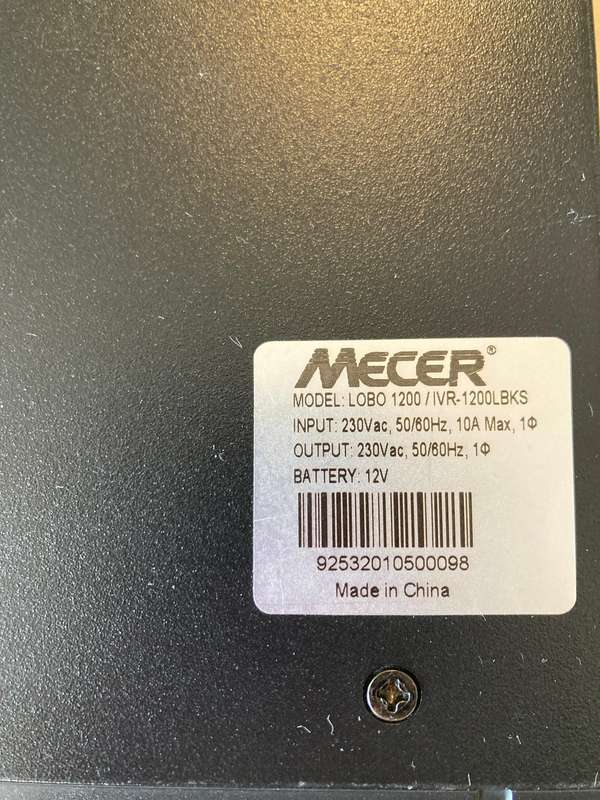 MECER®
MODEL: LOBO 1200 / IVR-1200LBKS
INPUT: 230Vac, 50/60Hz, 10A Max, 1Φ
OUTPUT: 230Vac, 50/60Hz, 1Φ
BATTERY: 12V
92532010500098
Made in China